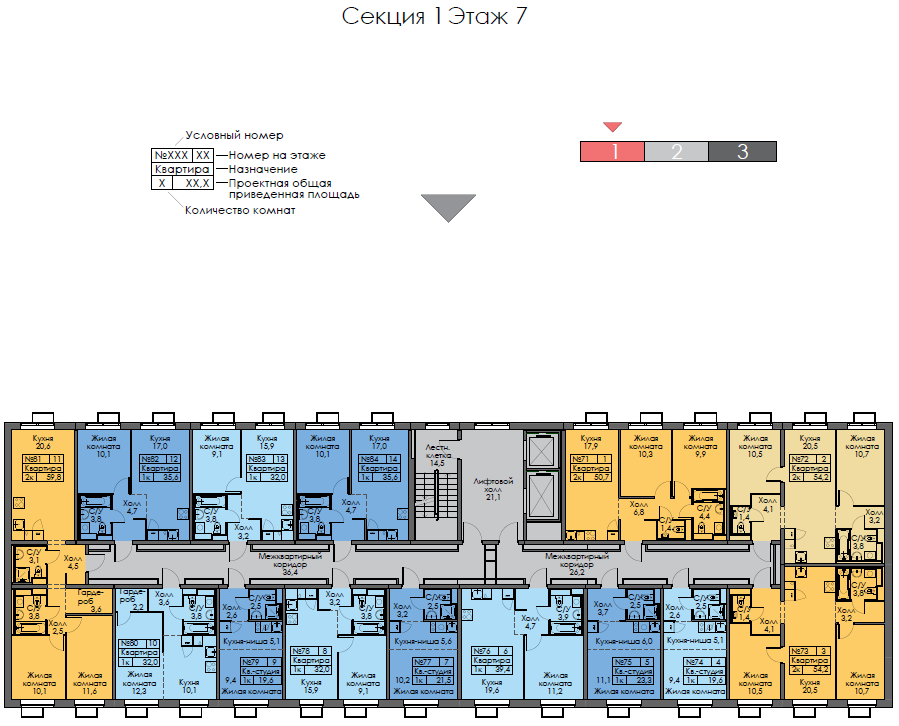 Секция 1 Этаж 7
Условный номер
№XXX XX
Номер на этаже
Квартира
Назначение
X XX,X
Проектная общая
приведенная площадь
Количество комнат
1 2 3
Кухня
20,6
№81 11
Квартира
2к 59,8
С/У
3,1
Холл
4,5
Жилая
комната
10,1
Кухня
17,0
№82 12
Квартира
1к 35,6
С/У
3,8
Холл
4,7
Жилая
комната
9,1
Кухня
15,9
№83 13
Квартира
1к 32,0
С/У
3,8
Холл
3,2
Жилая
комната
10,1
Кухня
17,0
№84 14
Квартира
1к 35,6
С/У
3,8
Холл
4,7
Лестн.
клетка
14,5
Лифтовой
холл
21,1
Кухня
17,9
№71 1
Квартира
2к 50,7
Жилая
комната
10,3
Жилая
комната
9,9
Холл
6,8
С/У
1,4
С/У
4,4
Жилая
комната
10,5
Кухня
20,5
№72 2
Квартира
2к 54,2
Жилая
комната
10,7
С/У
1,4
Холл
4,1
Холл
3,2
С/У
3,8
Межквартирный
коридор
36,4
Межквартирный
коридор
26,2
С/У
3,8
Холл
2,5
Гарде-
роб
3,6
Жилая
комната
10,1
Жилая
комната
11,6
Гарде-
роб
2,2
Холл
3,6
С/У
3,8
№80 10
Квартира
1к 32,0
Жилая
комната
12,3
Кухня
10,1
Холл
2,6
С/У
2,5
Кухня-ниша 5,1
№79 9
Кв.-студия
9,4
1к 19,6
Жилая комната
Холл
3,2
С/У
3,8
№78 8
Квартира
1к 32,0
Кухня
15,9
Жилая
комната
9,1
Холл
3,2
С/У
2,5
Кухня-ниша 5,6
№77 7
Кв.-студия
10,2
1к 21,5
Жилая комната
№76 6
Квартира
1к 39,4
Холл
4,7
С/У
3,9
Кухня
19,6
Жилая
комната
11,2
Холл
3,7
С/У
2,5
Кухня-ниша 6,0
№75 5
Кв.-студия
11,1
1к 23,3
Жилая комната
Холл
2,6
С/У
2,5
Кухня-ниша 5,1
№74 4
Кв.-студия
9,4
1к 19,6
Жилая комната
С/У
1,4
Холл
4,1
С/У
3,8
Холл
3,2
№73 3
Квартира
2к 54,2
Жилая
комната
10,5
Кухня
20,5
Жилая
комната
10,7